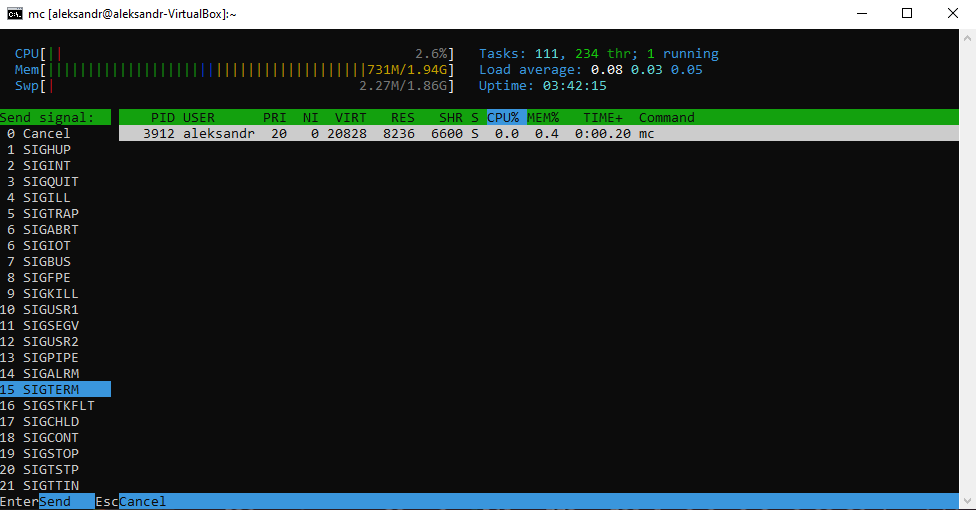 mc [aleksandr@aleksandr-VirtualBox]:~
CPU[|| 2.6%] Tasks: 111, 234 thr; 1 running
Mem[||||||||||||||||||||||||||||||||||||||||731M/1.94G] Load average: 0.08 0.03 0.05
Swp[| 2.27M/1.86G] Uptime: 03:42:15
Send signal: PID USER PRI NI VIRT RES SHR S CPU% MEM% TIME+ Command
0 Cancel 3912 aleksandr 20 0 20828 8236 6600 S 0.0 0.4 0:00.20 mc
1 SIGHUP
2 SIGINT
3 SIGQUIT
4 SIGILL
5 SIGTRAP
6 SIGABRT
6 SIGIOT
7 SIGBUS
8 SIGFPE
9 SIGKILL
10 SIGUSR1
11 SIGSEGV
12 SIGUSR2
13 SIGPIPE
14 SIGALRM
15 SIGTERM
16 SIGSTKFLT
17 SIGCHLD
18 SIGCONT
19 SIGSTOP
20 SIGTSTP
21 SIGTTIN
EnterSend EscCancel